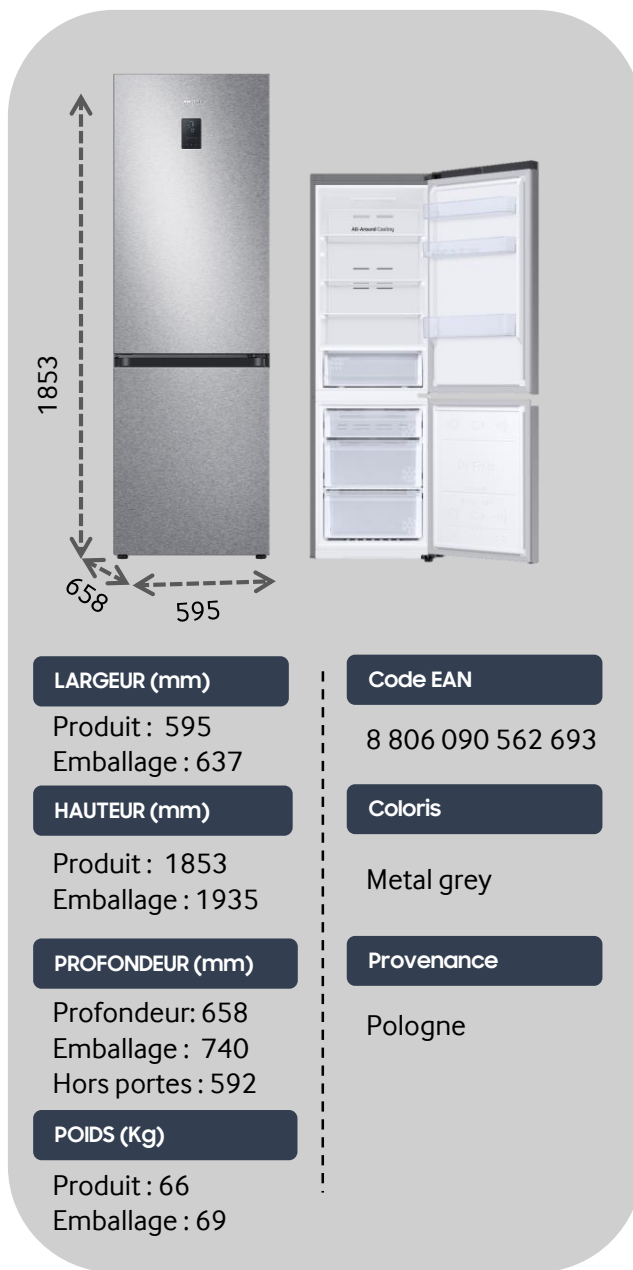 All-Around Cooling
1853
658
595
LARGEUR (mm)
Produit : 595
Emballage : 637
HAUTEUR (mm)
Produit : 1853
Emballage : 1935
PROFONDEUR (mm)
Profondeur: 658
Emballage : 740
Hors portes : 592
POIDS (Kg)
Produit : 66
Emballage : 69
Code EAN
8 806 090 562 693
Coloris
Metal grey
Provenance
Pologne